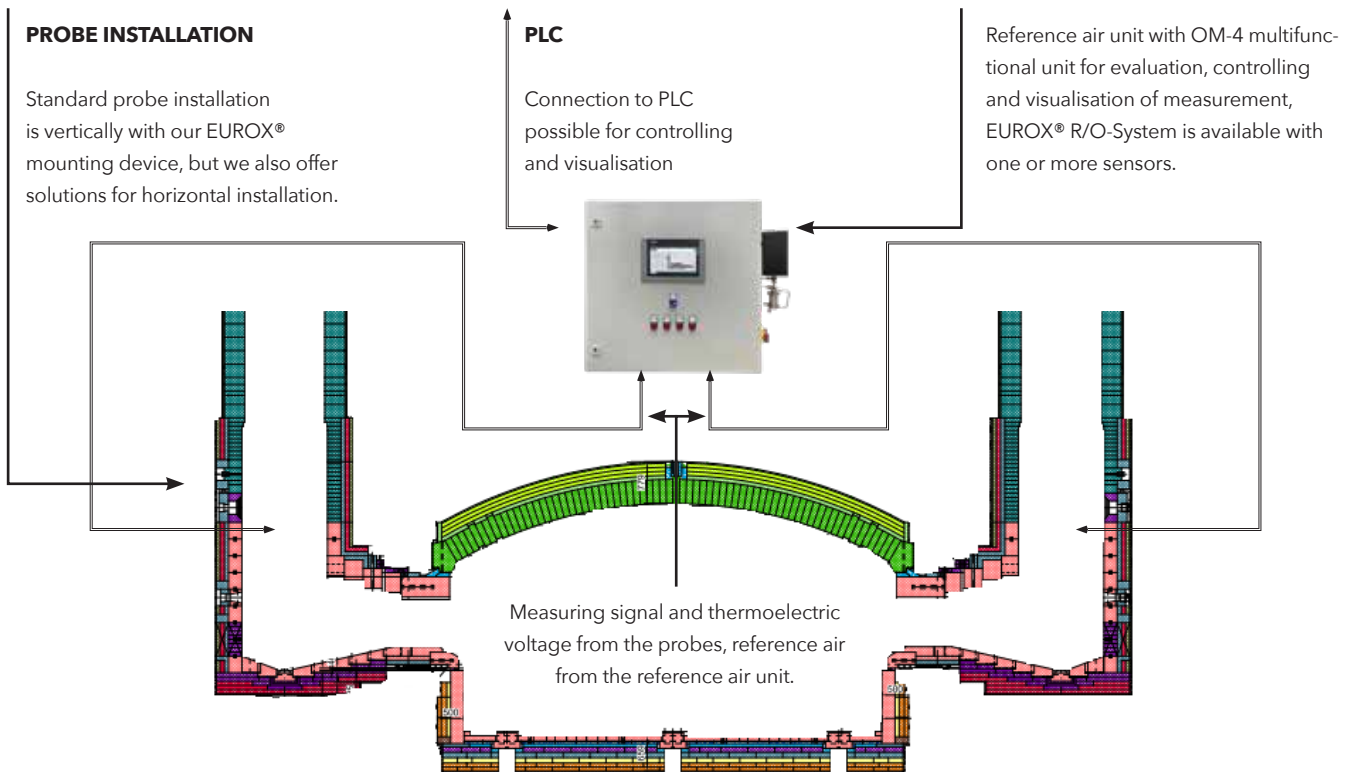 PROBE INSTALLATION
Standard probe installation
is vertically with our EUROX®
mounting device, but we also offer
solutions for horizontal installation.
PLC
Connection to PLC
possible for controlling
and visualisation
Reference air unit with OM-4 multifunc-
tional unit for evaluation, controlling
and visualisation of measurement,
EUROX® R/O-System is available with
one or more sensors.
Measuring signal and thermoelectric
voltage from the probes, reference air
from the reference air unit.
500
500